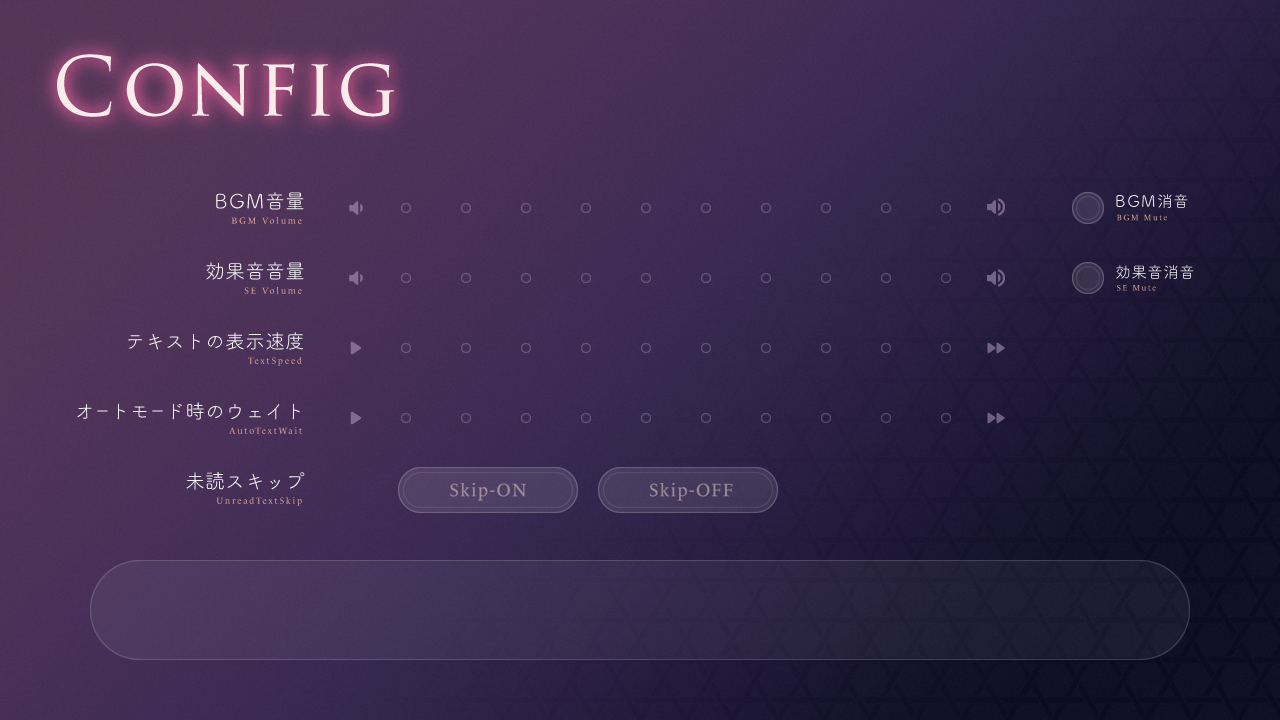 CONFIG
BGM音量
BGM Volume
BGM消音
BGM Mute
効果音音量
SE Volume
効果音消音
SE Mute
テキストの表示速度
TextSpeed
オートモード時のウェイト
AutoTextWait
未読スキップ
UnreadTextSkip
Skip-ON
Skip-OFF